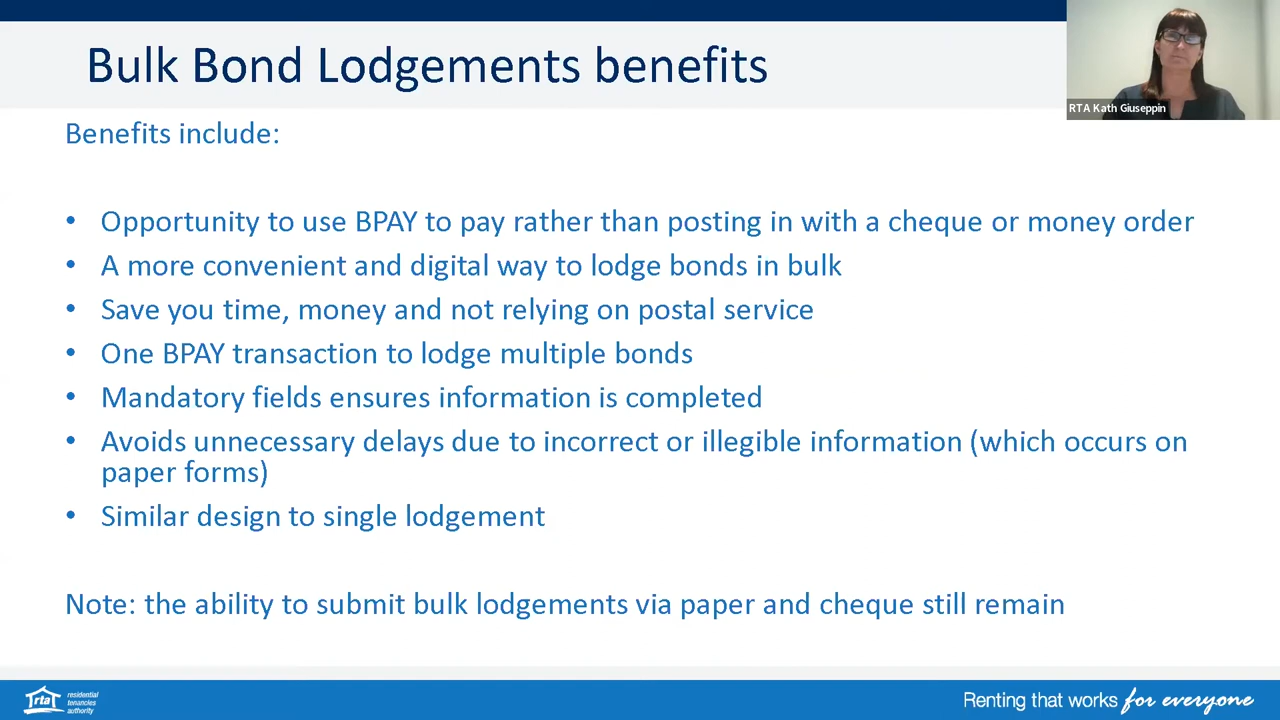 Bulk Bond Lodgements benefits
RTA Kath Giuseppin
Benefits include:
• Opportunity to use BPAY to pay rather than posting in with a cheque or money order
• A more convenient and digital way to lodge bonds in bulk
• Save you time, money and not relying on postal service
• One BPAY transaction to lodge multiple bonds
• Mandatory fields ensures information is completed
• Avoids unnecessary delays due to incorrect or illegible information (which occurs on
paper forms)
• Similar design to single lodgement
Note: the ability to submit bulk lodgements via paper and cheque still remain
rta
residential
tenancies
authority
Renting that works for everyone